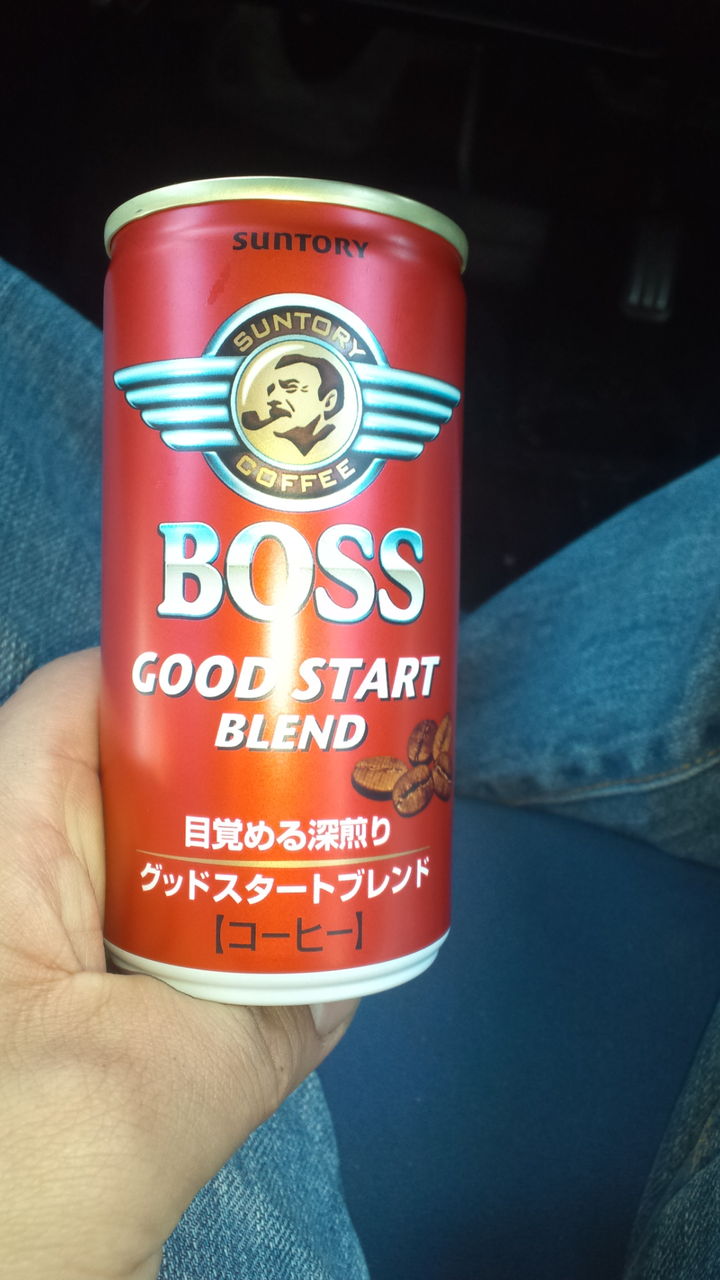 SUNTORY
SUNTORY
COFFEE
BOSS
GOOD START
BLEND
目覚める深煎り
グッドスタートブレンド
【コーヒー】